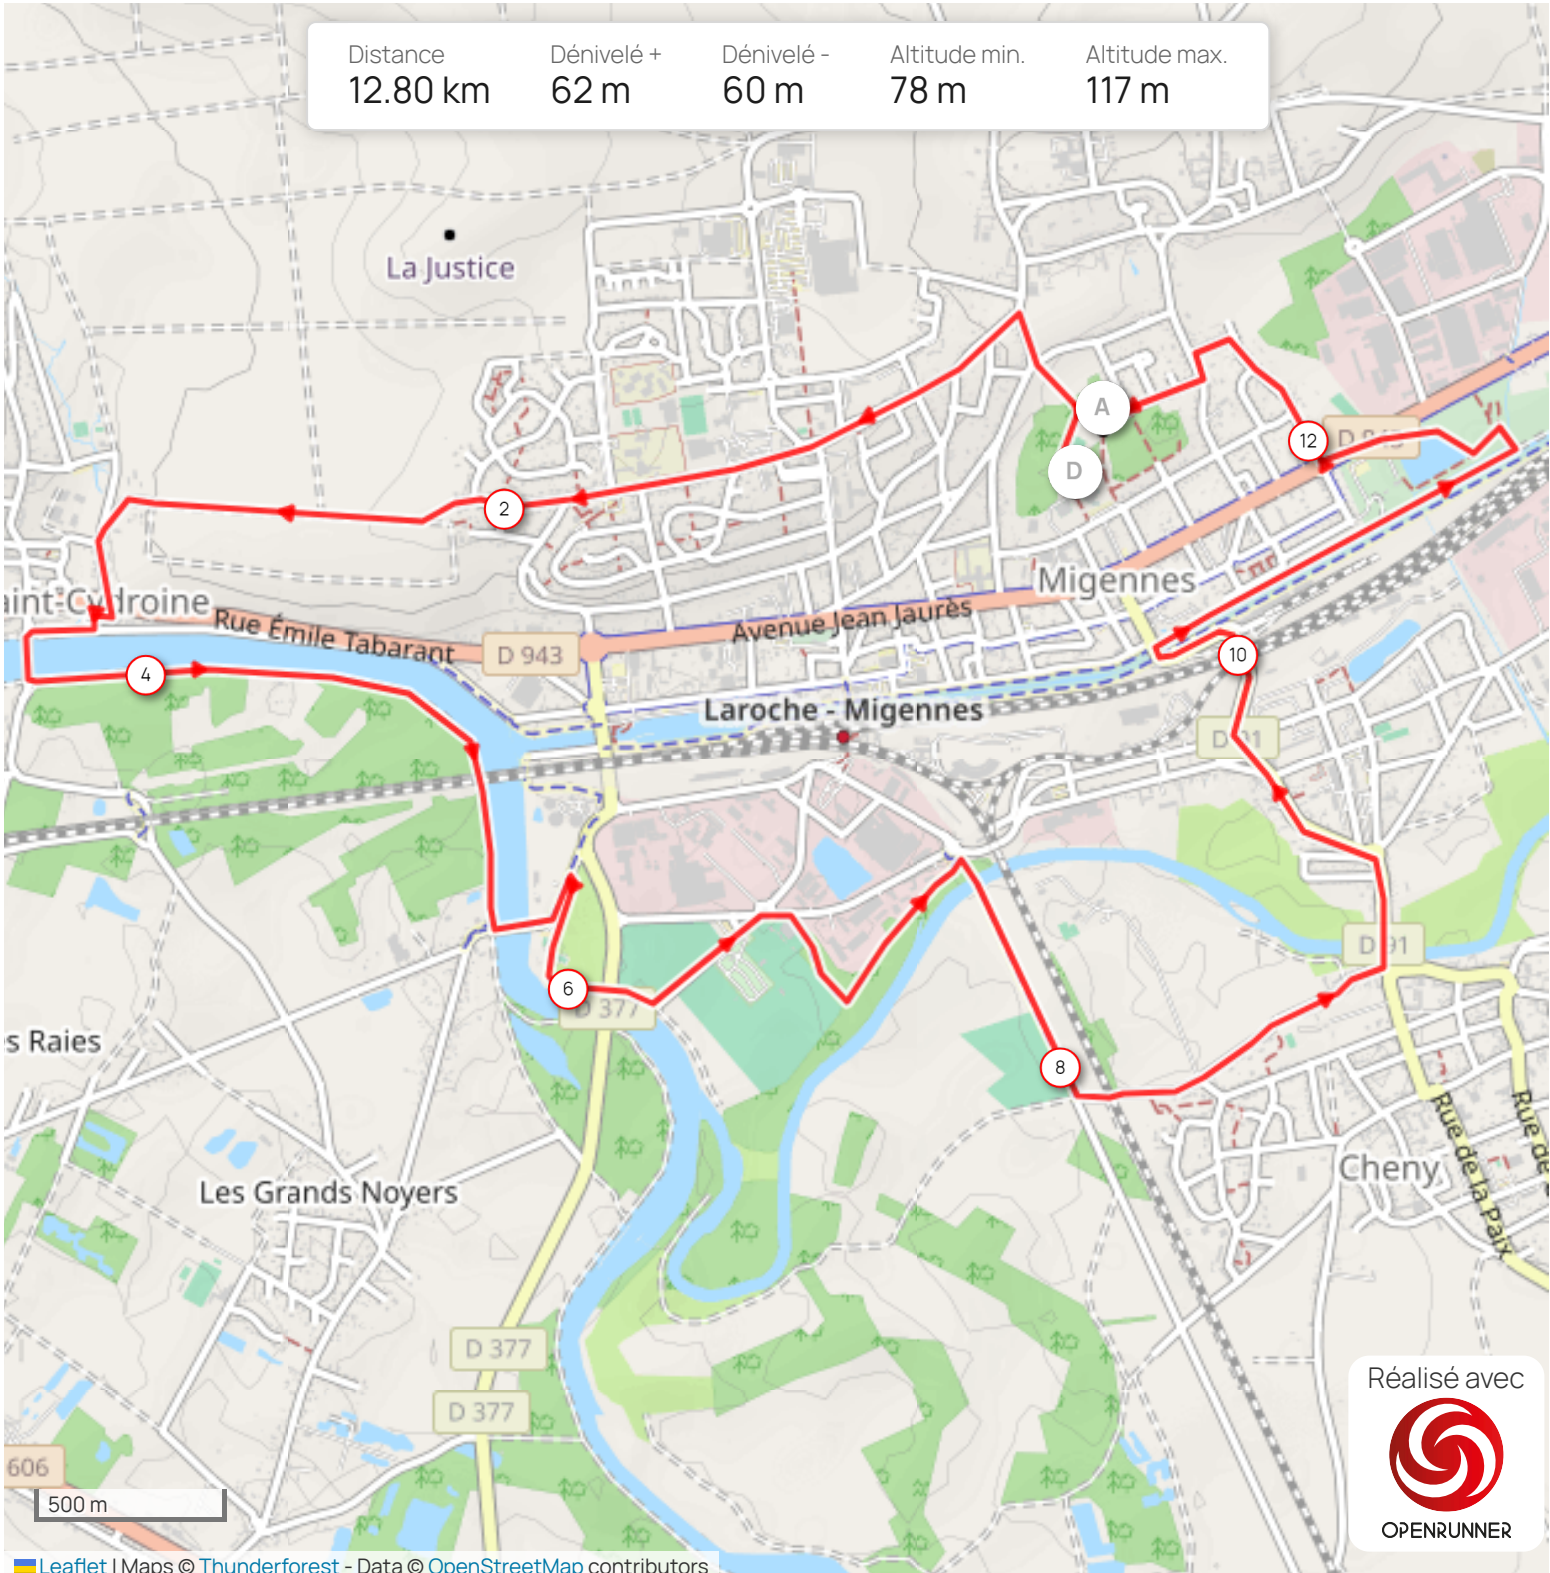 Distance
12.80 km
Dénivelé +
62 m
Dénivelé -
60 m
Altitude min.
78 m
Altitude max.
117 m
La Justice
A
12
D
2
Migennes
Rue Émile Tabarant
Avenue Jean Jaurès
D 943
10
4
Laroche - Migennes
D 91
6
D 377
s Raies
8
Rue de la Paix
Cheny
Les Grands Noyers
D 377
D 377
606
500 m
Réalisé avec
OPENRUNNER
Leaflet | Maps © Thunderforest - Data © OpenStreetMap contributors